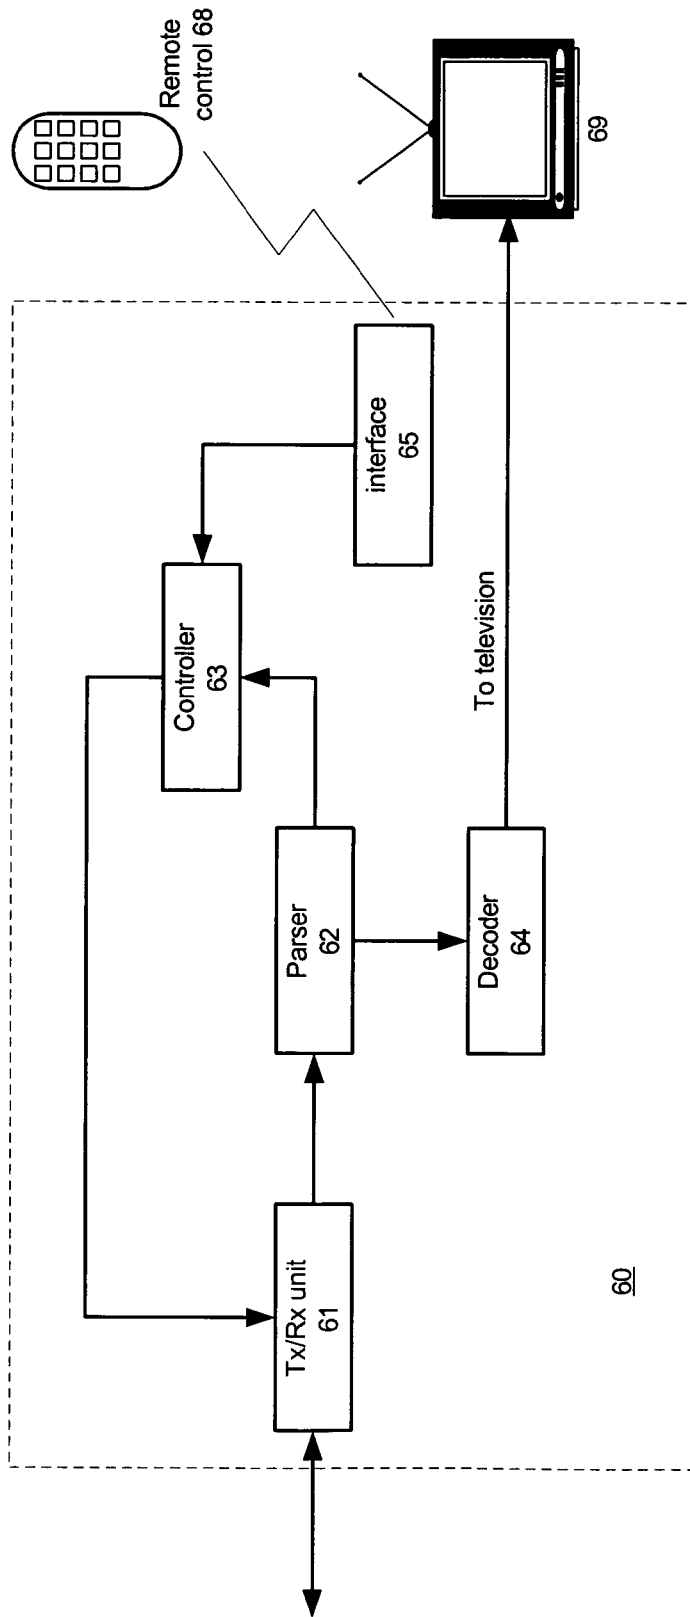 Remote
control 68
69
interface
65
Controller
63
To television
Parser
62
Decoder
64
Tx/Rx unit
61
60